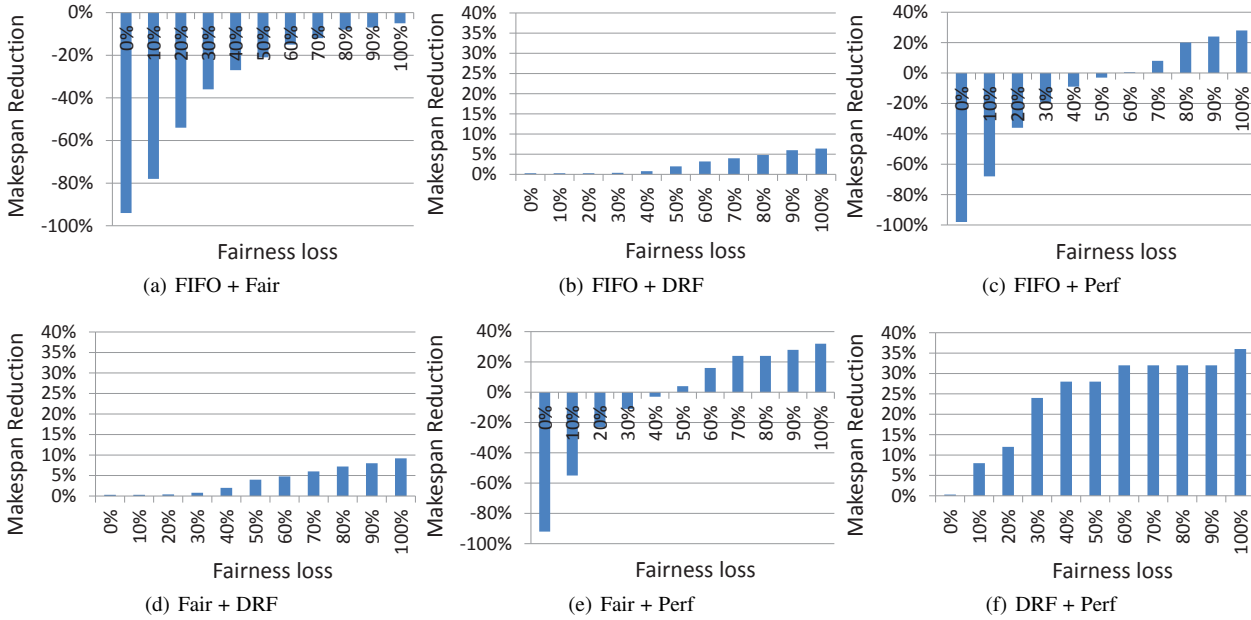 Makespan Reduction
0%
-20%
-40%
-60%
-80%
-100%
0% 10% 20% 30% 40% 50% 60% 70% 80% 90% 100%
Fairness loss
(a) FIFO + Fair
Makespan Reduction
40%
35%
30%
25%
20%
15%
10%
5%
0%
0% 10% 20% 30% 40% 50% 60% 70% 80% 90% 100%
Fairness loss
(b) FIFO + DRF
Makespan Reduction
40%
20%
0%
-20%
-40%
-60%
-80%
-100%
0% 10% 20% 30% 40% 50% 60% 70% 80% 90% 100%
Fairness loss
(c) FIFO + Perf
Makespan Reduction
40%
35%
30%
25%
20%
15%
10%
5%
0%
0% 10% 20% 30% 40% 50% 60% 70% 80% 90% 100%
Fairness loss
(d) Fair + DRF
Makespan Reduction
40%
20%
0%
-20%
-40%
-60%
-80%
-100%
0% 10% 20% 30% 40% 50% 60% 70% 80% 90% 100%
Fairness loss
(e) Fair + Perf
Makespan Reduction
40%
35%
30%
25%
20%
15%
10%
5%
0%
0% 10% 20% 30% 40% 50% 60% 70% 80% 90% 100%
Fairness loss
(f) DRF + Perf